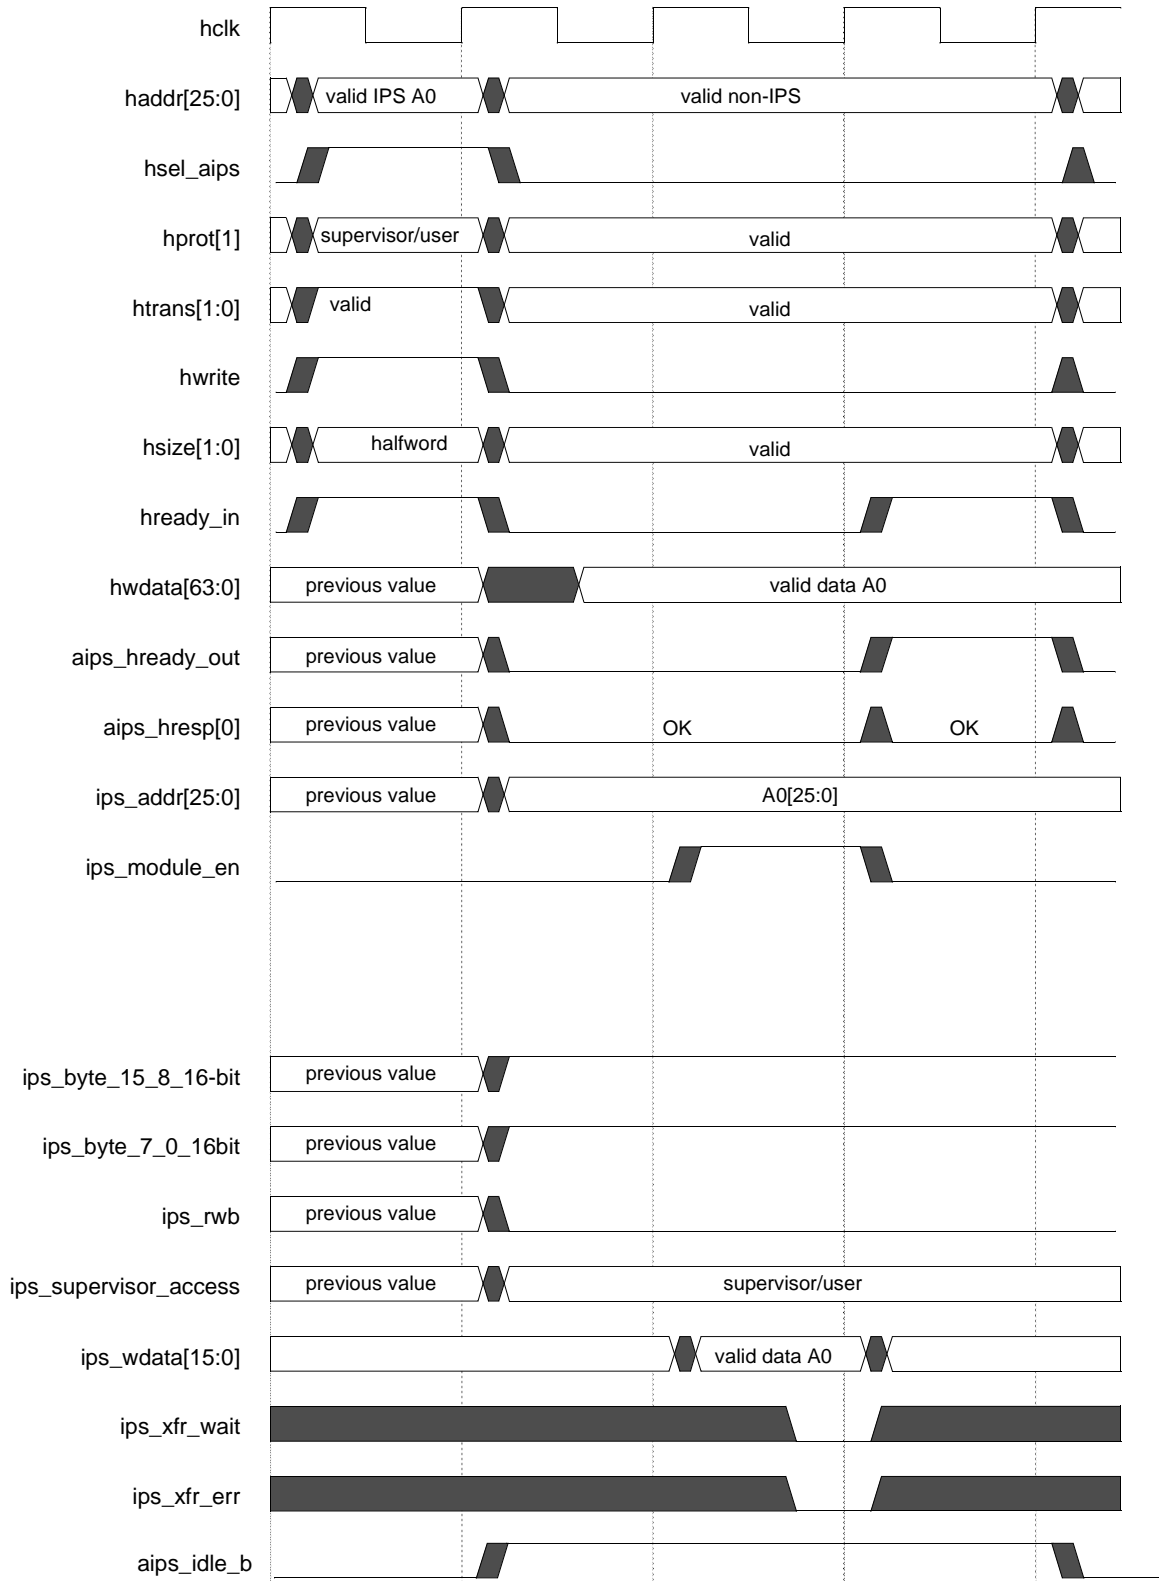 hclk
haddr[25:0] valid IPS A0 valid non-IPS
hsel_aips
hprot[1] supervisor/user valid
htrans[1:0] valid valid
hwrite
hsize[1:0] halfword valid
hready_in
hwdata[63:0] previous value valid data A0
aips_hready_out previous value
aips_hresp[0] previous value OK OK
ips_addr[25:0] previous value A0[25:0]
ips_module_en
ips_byte_15_8_16-bit previous value
ips_byte_7_0_16bit previous value
ips_rwb previous value
ips_supervisor_access previous value supervisor/user
ips_wdata[15:0] valid data A0
ips_xfr_wait
ips_xfr_err
aips_idle_b